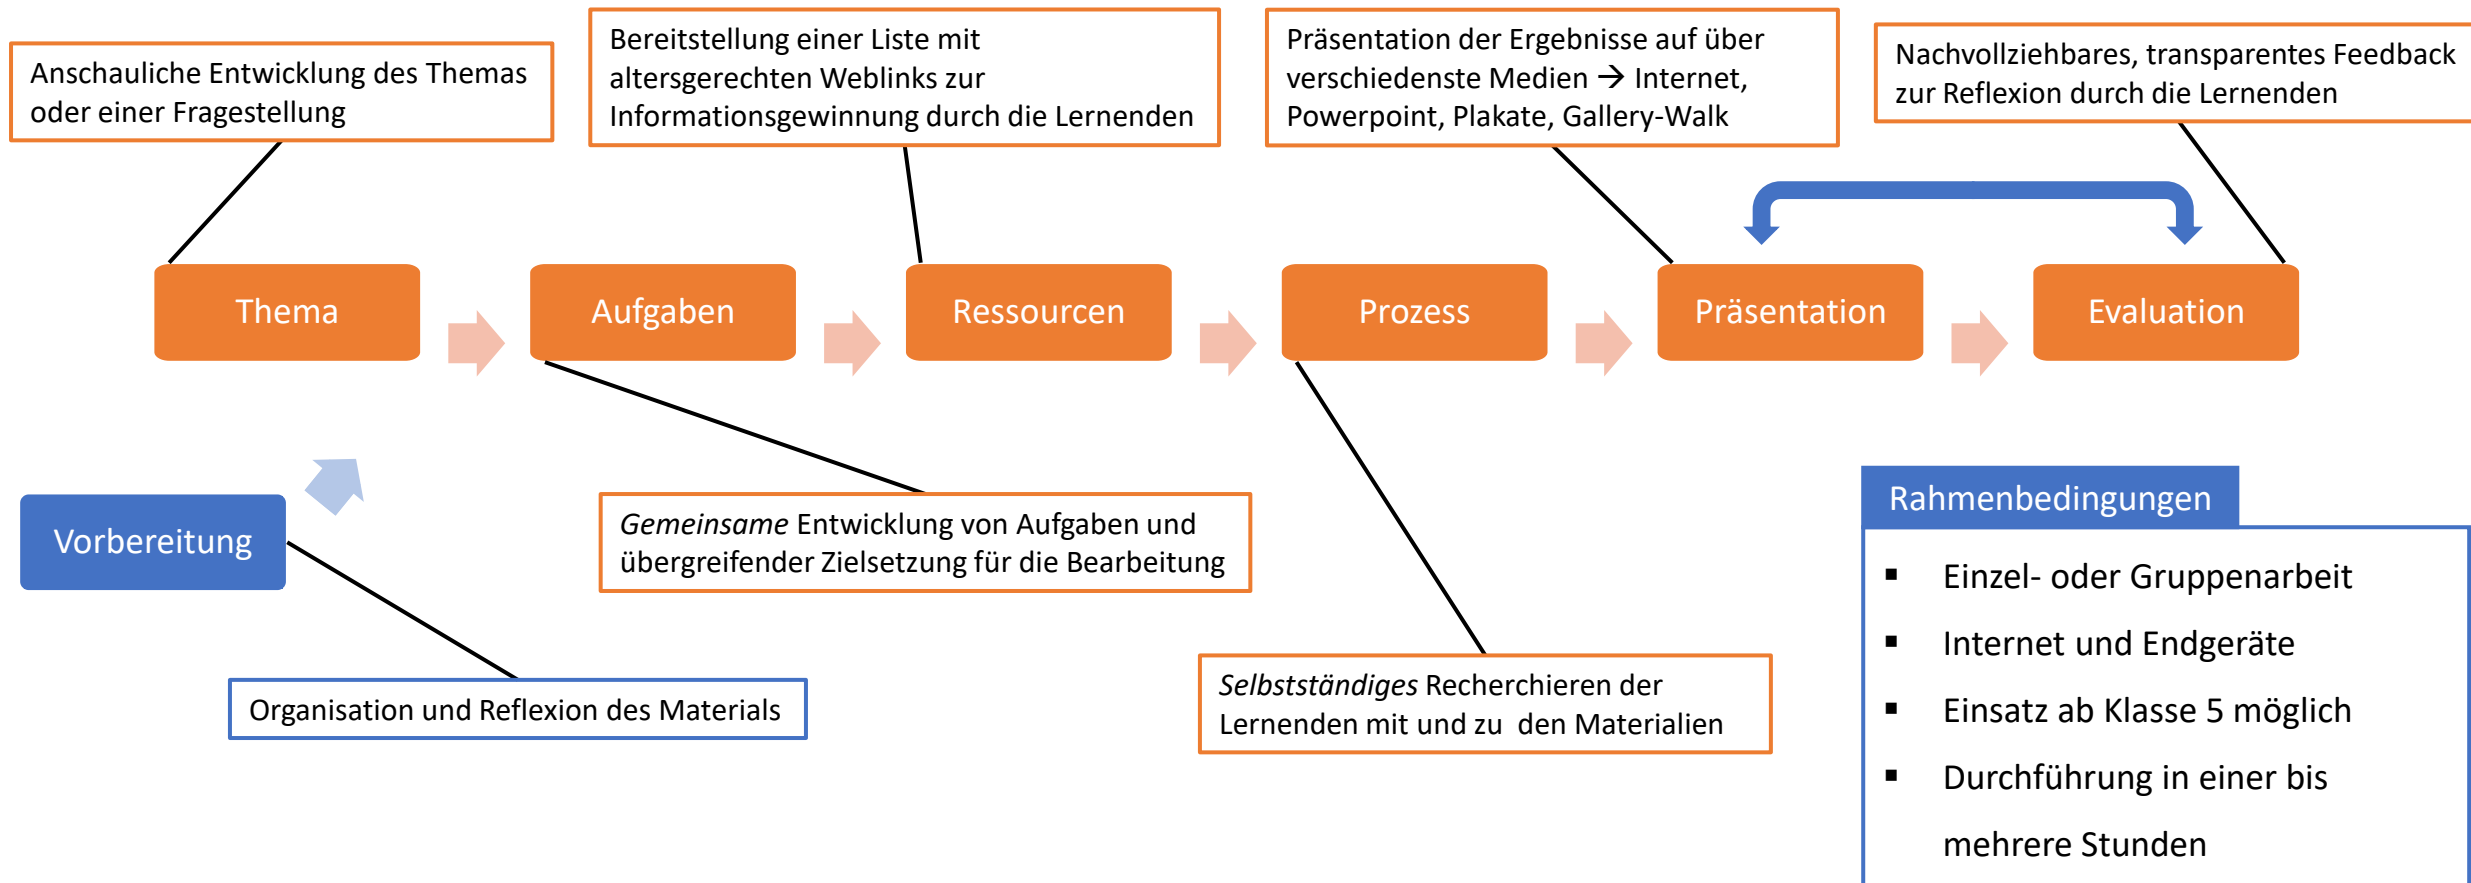 Anschauliche Entwicklung des Themas
oder einer Fragestellung
Bereitstellung einer Liste mit
altersgerechten Weblinks zur
Informationsgewinnung durch die Lernenden
Präsentation der Ergebnisse auf über
verschiedenste Medien → Internet,
Powerpoint, Plakate, Gallery-Walk
Nachvollziehbares, transparentes Feedback
zur Reflexion durch die Lernenden
Thema
Aufgaben
Ressourcen
Prozess
Präsentation
Evaluation
Vorbereitung
Gemeinsame Entwicklung von Aufgaben und
übergreifender Zielsetzung für die Bearbeitung
Organisation und Reflexion des Materials
Selbstständiges Recherchieren der
Lernenden mit und zu  den Materialien
Rahmenbedingungen
▪ Einzel- oder Gruppenarbeit
▪ Internet und Endgeräte
▪ Einsatz ab Klasse 5 möglich
▪ Durchführung in einer bis
mehrere Stunden